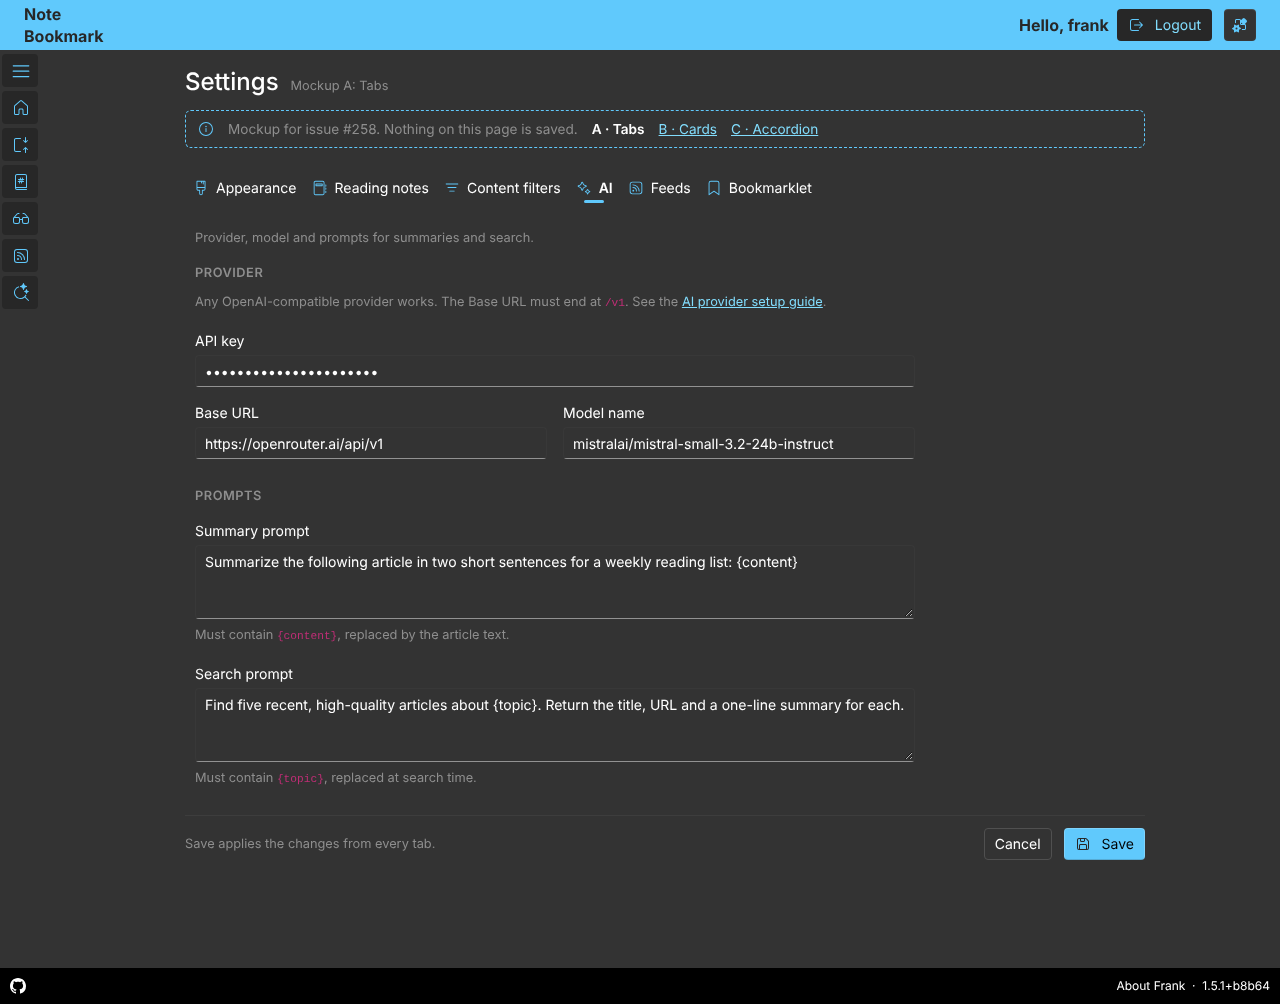 Note
Bookmark
Hello, frank
Logout
Settings Mockup A: Tabs
Mockup for issue #258. Nothing on this page is saved. A · Tabs B · Cards C · Accordion
Appearance Reading notes Content filters AI Feeds Bookmarklet
Provider, model and prompts for summaries and search.
PROVIDER
Any OpenAI-compatible provider works. The Base URL must end at /v1. See the AI provider setup guide.
API key
••••••••••••••••••••••
Base URL Model name
https://openrouter.ai/api/v1 mistralai/mistral-small-3.2-24b-instruct
PROMPTS
Summary prompt
Summarize the following article in two short sentences for a weekly reading list: {content}
Must contain {content}, replaced by the article text.
Search prompt
Find five recent, high-quality articles about {topic}. Return the title, URL and a one-line summary for each.
Must contain {topic}, replaced at search time.
Save applies the changes from every tab. Cancel Save
About Frank · 1.5.1+b8b64